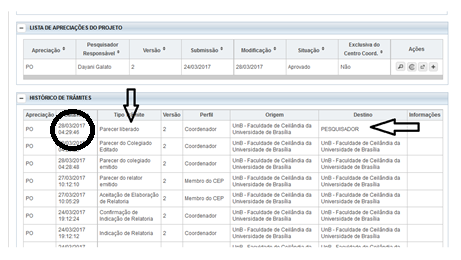 LISTA DE APRECIAÇÕES DO PROJETO
Apreciação Pesquisador Responsável Versão Submissão Modificação Situação Exclusiva do Centro Coord. Ações
PO Dayani Galato 2 24/03/2017 28/03/2017 Aprovado Não
HISTÓRICO DE TRÂMITES
Apreciação Tipo Versão Perfil Origem Destino Informações
PO 28/03/2017 Parecer liberado 2 Coordenador UnB - Faculdade de Ceilândia da PESQUISADOR
04:29:46 Universidade de Brasília
PO 28/03/2017 Parecer do Colegiado 2 Coordenador UnB - Faculdade de Ceilândia da UnB - Faculdade de Ceilândia da
04:29:26 Editado Universidade de Brasília Universidade de Brasília
PO 28/03/2017 Parecer do colegiado 2 Coordenador UnB - Faculdade de Ceilândia da UnB - Faculdade de Ceilândia da
04:28:48 emitido Universidade de Brasília Universidade de Brasília
PO 27/03/2017 Parecer do relator 2 Membro do CEP UnB - Faculdade de Ceilândia da UnB - Faculdade de Ceilândia da
10:12:10 emitido Universidade de Brasília Universidade de Brasília
PO 27/03/2017 Aceitação de Elaboração 2 Membro do CEP UnB - Faculdade de Ceilândia da UnB - Faculdade de Ceilândia da
10:05:29 de Relatoria Universidade de Brasília Universidade de Brasília
PO 24/03/2017 Confirmação de 2 Coordenador UnB - Faculdade de Ceilândia da UnB - Faculdade de Ceilândia da
19:12:24 Indicação de Relatoria Universidade de Brasília Universidade de Brasília
PO 24/03/2017 Indicação de Relatoria 2 Coordenador UnB - Faculdade de Ceilândia da UnB - Faculdade de Ceilândia da
19:12:12 Universidade de Brasília Universidade de Brasília